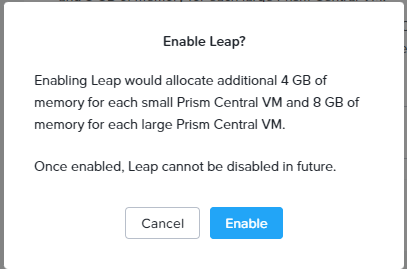 Enable Leap?
Enabling Leap would allocate additional 4 GB of
memory for each small Prism Central VM and 8 GB of
memory for each large Prism Central VM.
Once enabled, Leap cannot be disabled in future.
Cancel
Enable